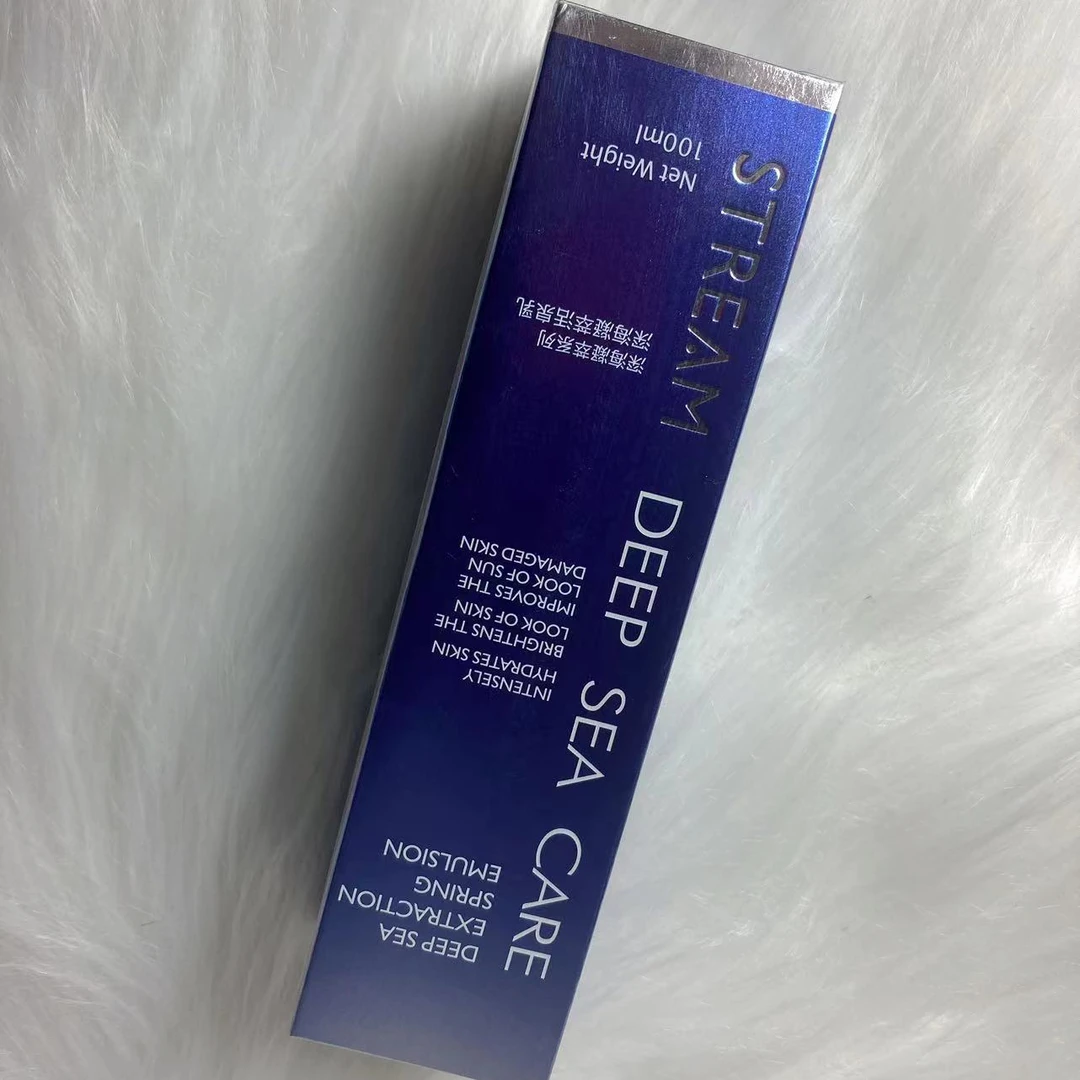 STREAM DEEP SEA CARE
DEEP SEA
EXTRACTION
SPRING
EMULSION
INTENSELY
HYDRATES SKIN
BRIGHTENS THE
LOOK OF SKIN
IMPROVES THE
LOOK OF SUN
DAMAGED SKIN
深海凝萃系列
深海凝萃活泉乳
Net Weight
100ml